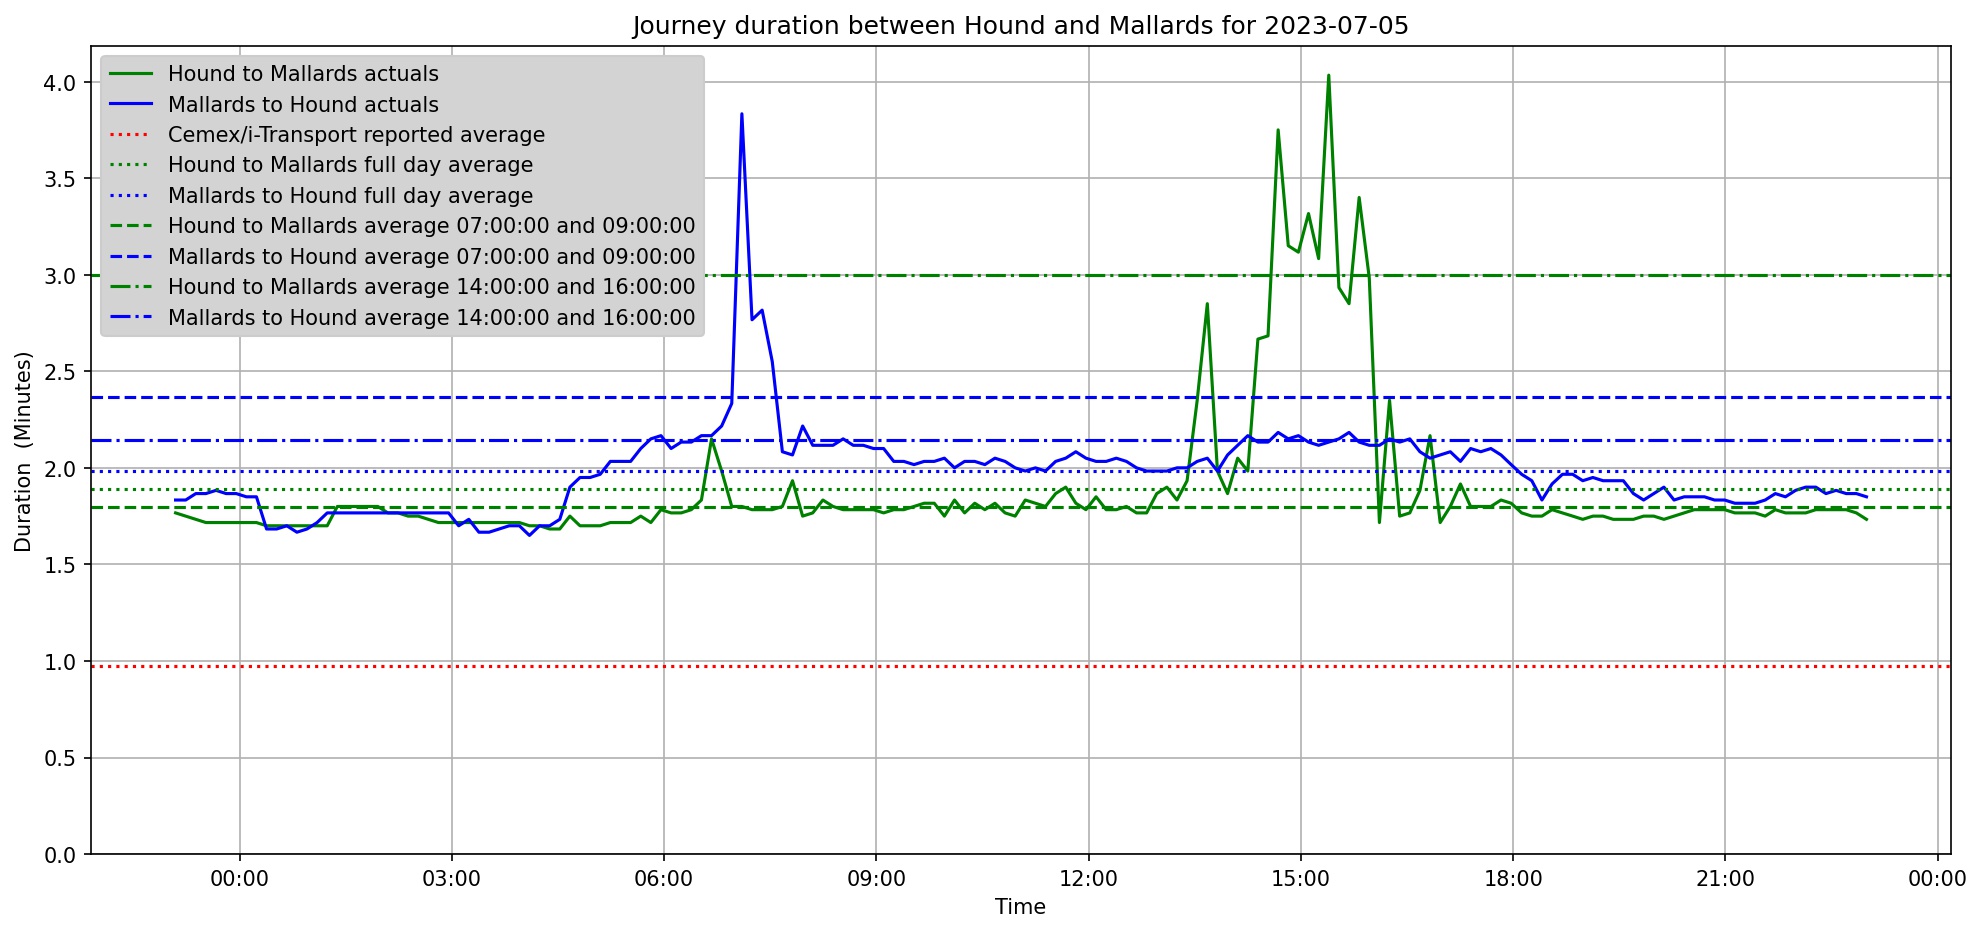 Journey duration between Hound and Mallards for 2023-07-05
Hound to Mallards actuals
Mallards to Hound actuals
Cemex/i-Transport reported average
Hound to Mallards full day average
Mallards to Hound full day average
Hound to Mallards average 07:00:00 and 09:00:00
Mallards to Hound average 07:00:00 and 09:00:00
Hound to Mallards average 14:00:00 and 16:00:00
Mallards to Hound average 14:00:00 and 16:00:00
Duration (Minutes)
4.0
3.5
3.0
2.5
2.0
1.5
1.0
0.5
0.0
00:00 03:00 06:00 09:00 12:00 15:00 18:00 21:00 00:00
Time